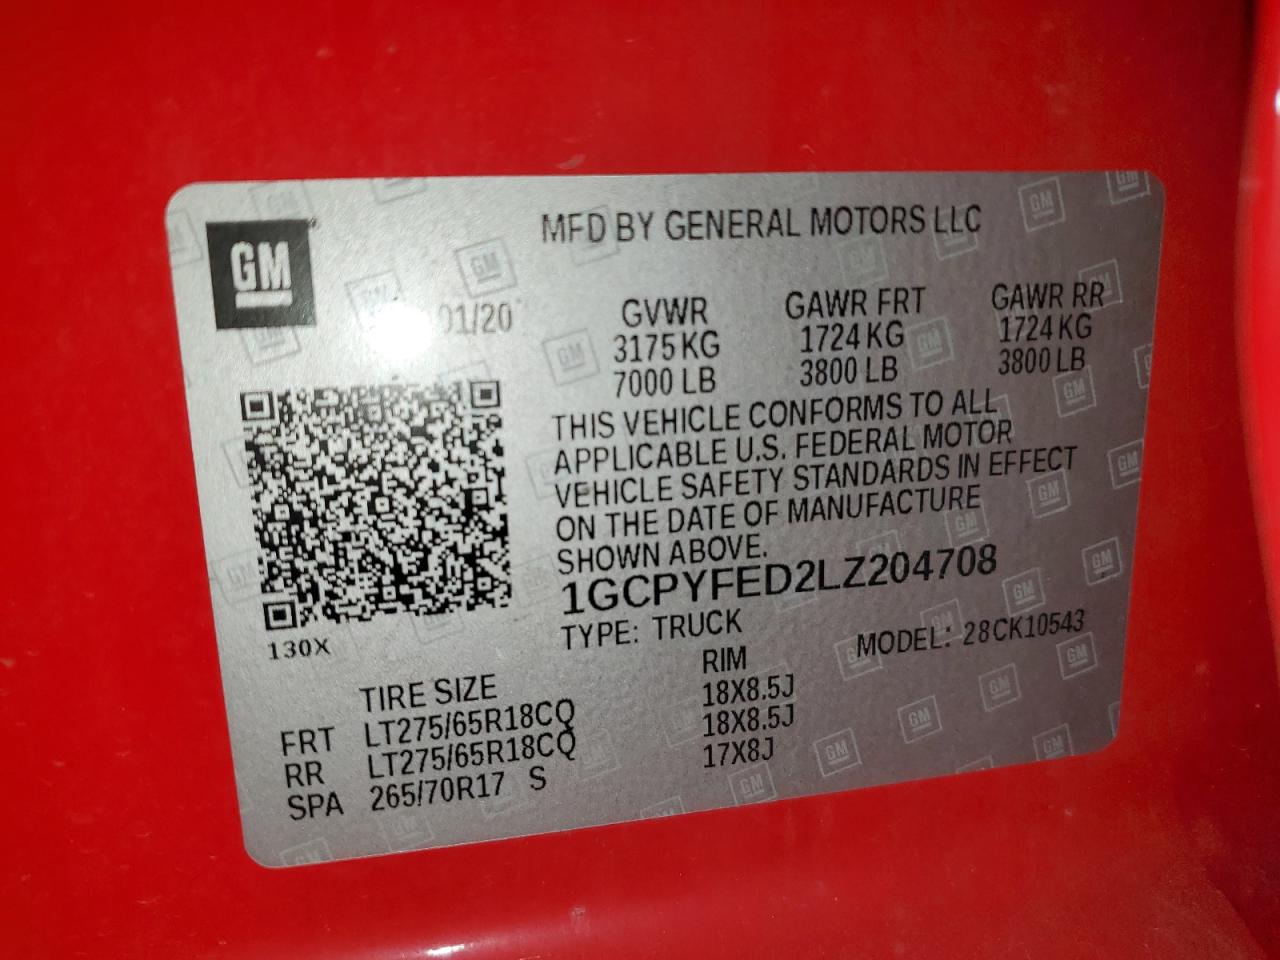 GM
MFD BY GENERAL MOTORS LLC
01/20
GVWR GAWR FRT GAWR RR
3175 KG 1724 KG 1724 KG
7000 LB 3800 LB 3800 LB
THIS VEHICLE CONFORMS TO ALL
APPLICABLE U.S. FEDERAL MOTOR
VEHICLE SAFETY STANDARDS IN EFFECT
ON THE DATE OF MANUFACTURE
SHOWN ABOVE.
1GCPYFED2LZ204708
TYPE: TRUCK MODEL: 28CK10543
130X
TIRE SIZE RIM
FRT LT275/65R18CQ 18X8.5J
RR LT275/65R18CQ 18X8.5J
SPA 265/70R17 S 17X8J